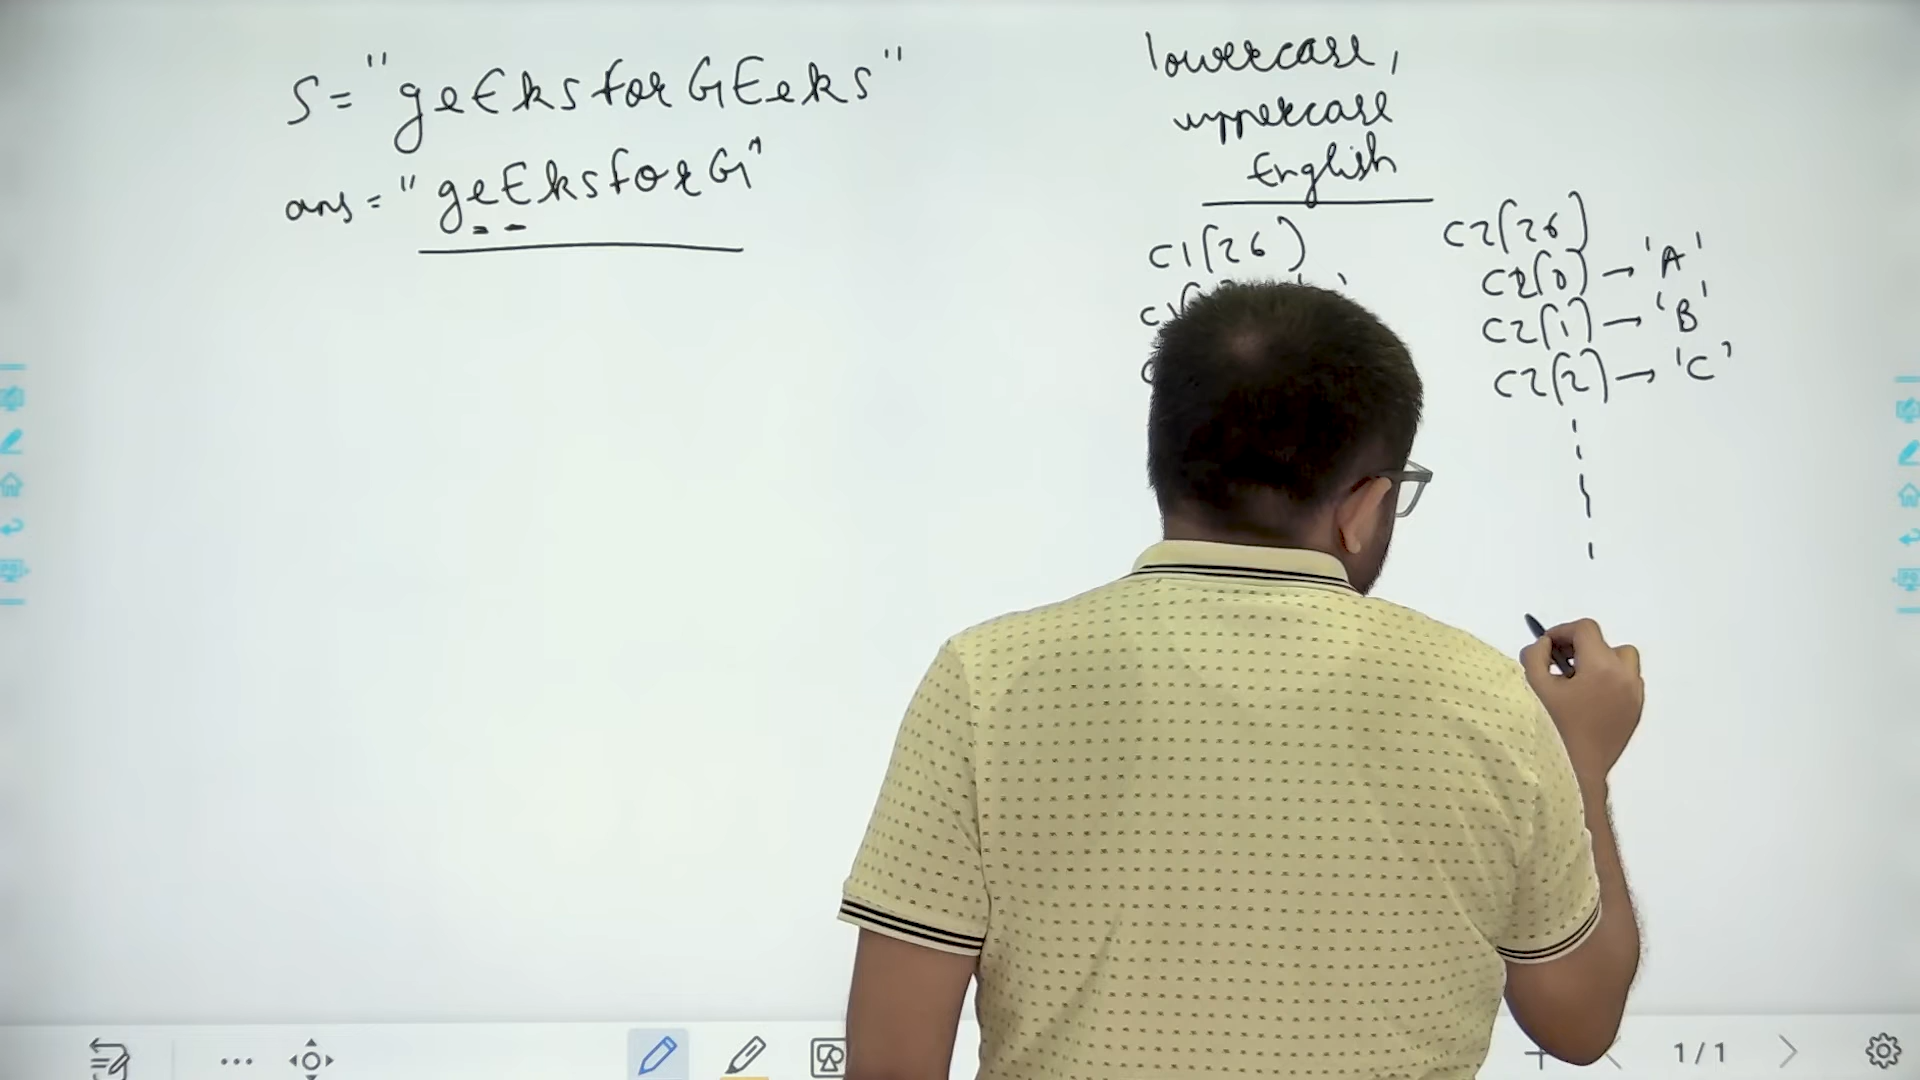 S = "geEksforGEeks"
ans = "geEksforG"
lowercase,
uppercase
English
C1[26]
C2[26]
C2[0] → 'A'
C2[1] → 'B'
C2[2] → 'C'
1/1